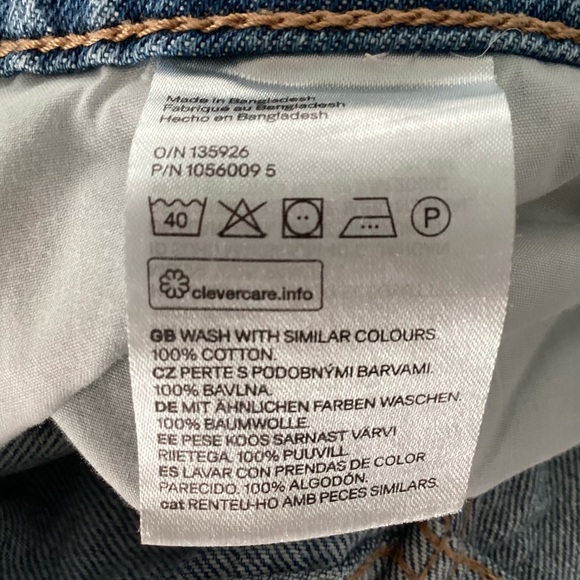 Made in Bangladesh
Fabriqué au Bangladesh
Hecho en Bangladesh
O/N 135926
P/N 1056009 5
40
P
clevercare.info
GB WASH WITH SIMILAR COLOURS.
100% COTTON.
CZ PERTE S PODOBNÝMI BARVAMI.
100% BAVLNA.
DE MIT ÄHNLICHEN FARBEN WASCHEN.
100% BAUMWOLLE.
EE PESE KOOS SARNAST VÄRVI
RIIETEGA. 100% PUUVILL.
ES LAVAR CON PRENDAS DE COLOR
PARECIDO. 100% ALGODÓN.
cat RENTEU-HO AMB PECES SIMILARS.